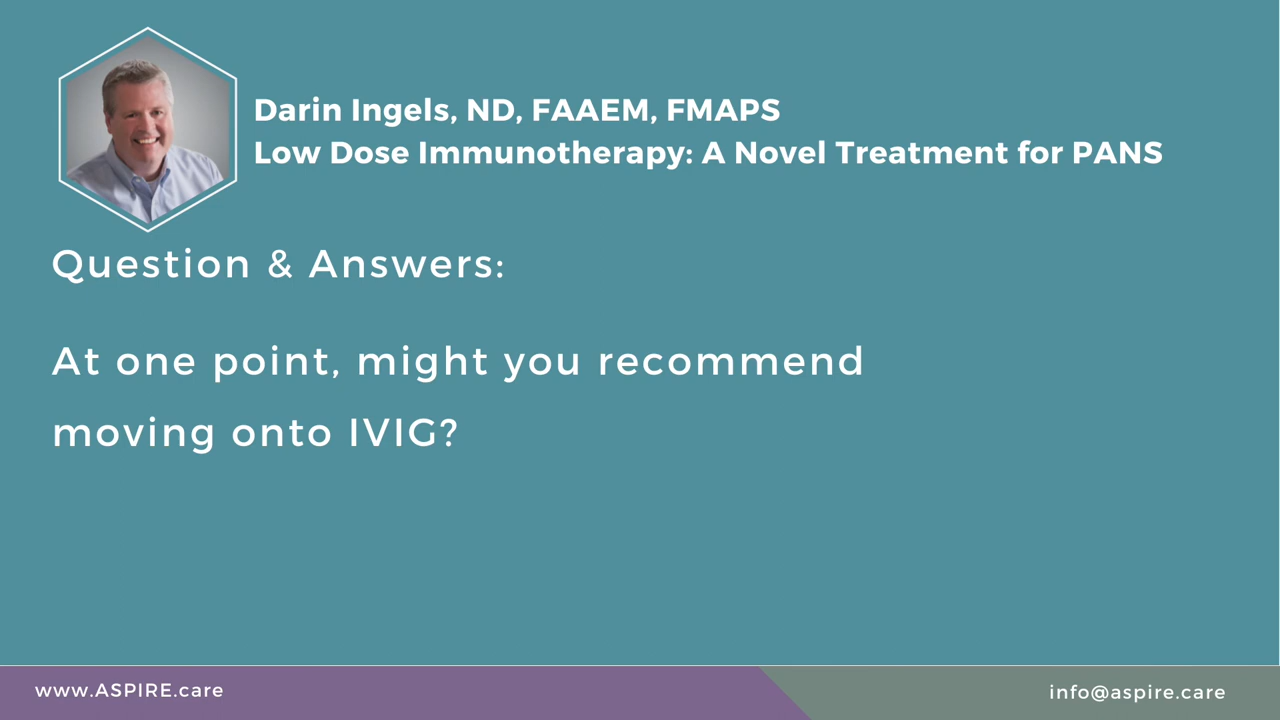 Darin Ingels, ND, FAAEM, FMAPS
Low Dose Immunotherapy: A Novel Treatment for PANS
Question & Answers:
At one point, might you recommend
moving onto IVIG?
www.ASPIRE.care
info@aspire.care